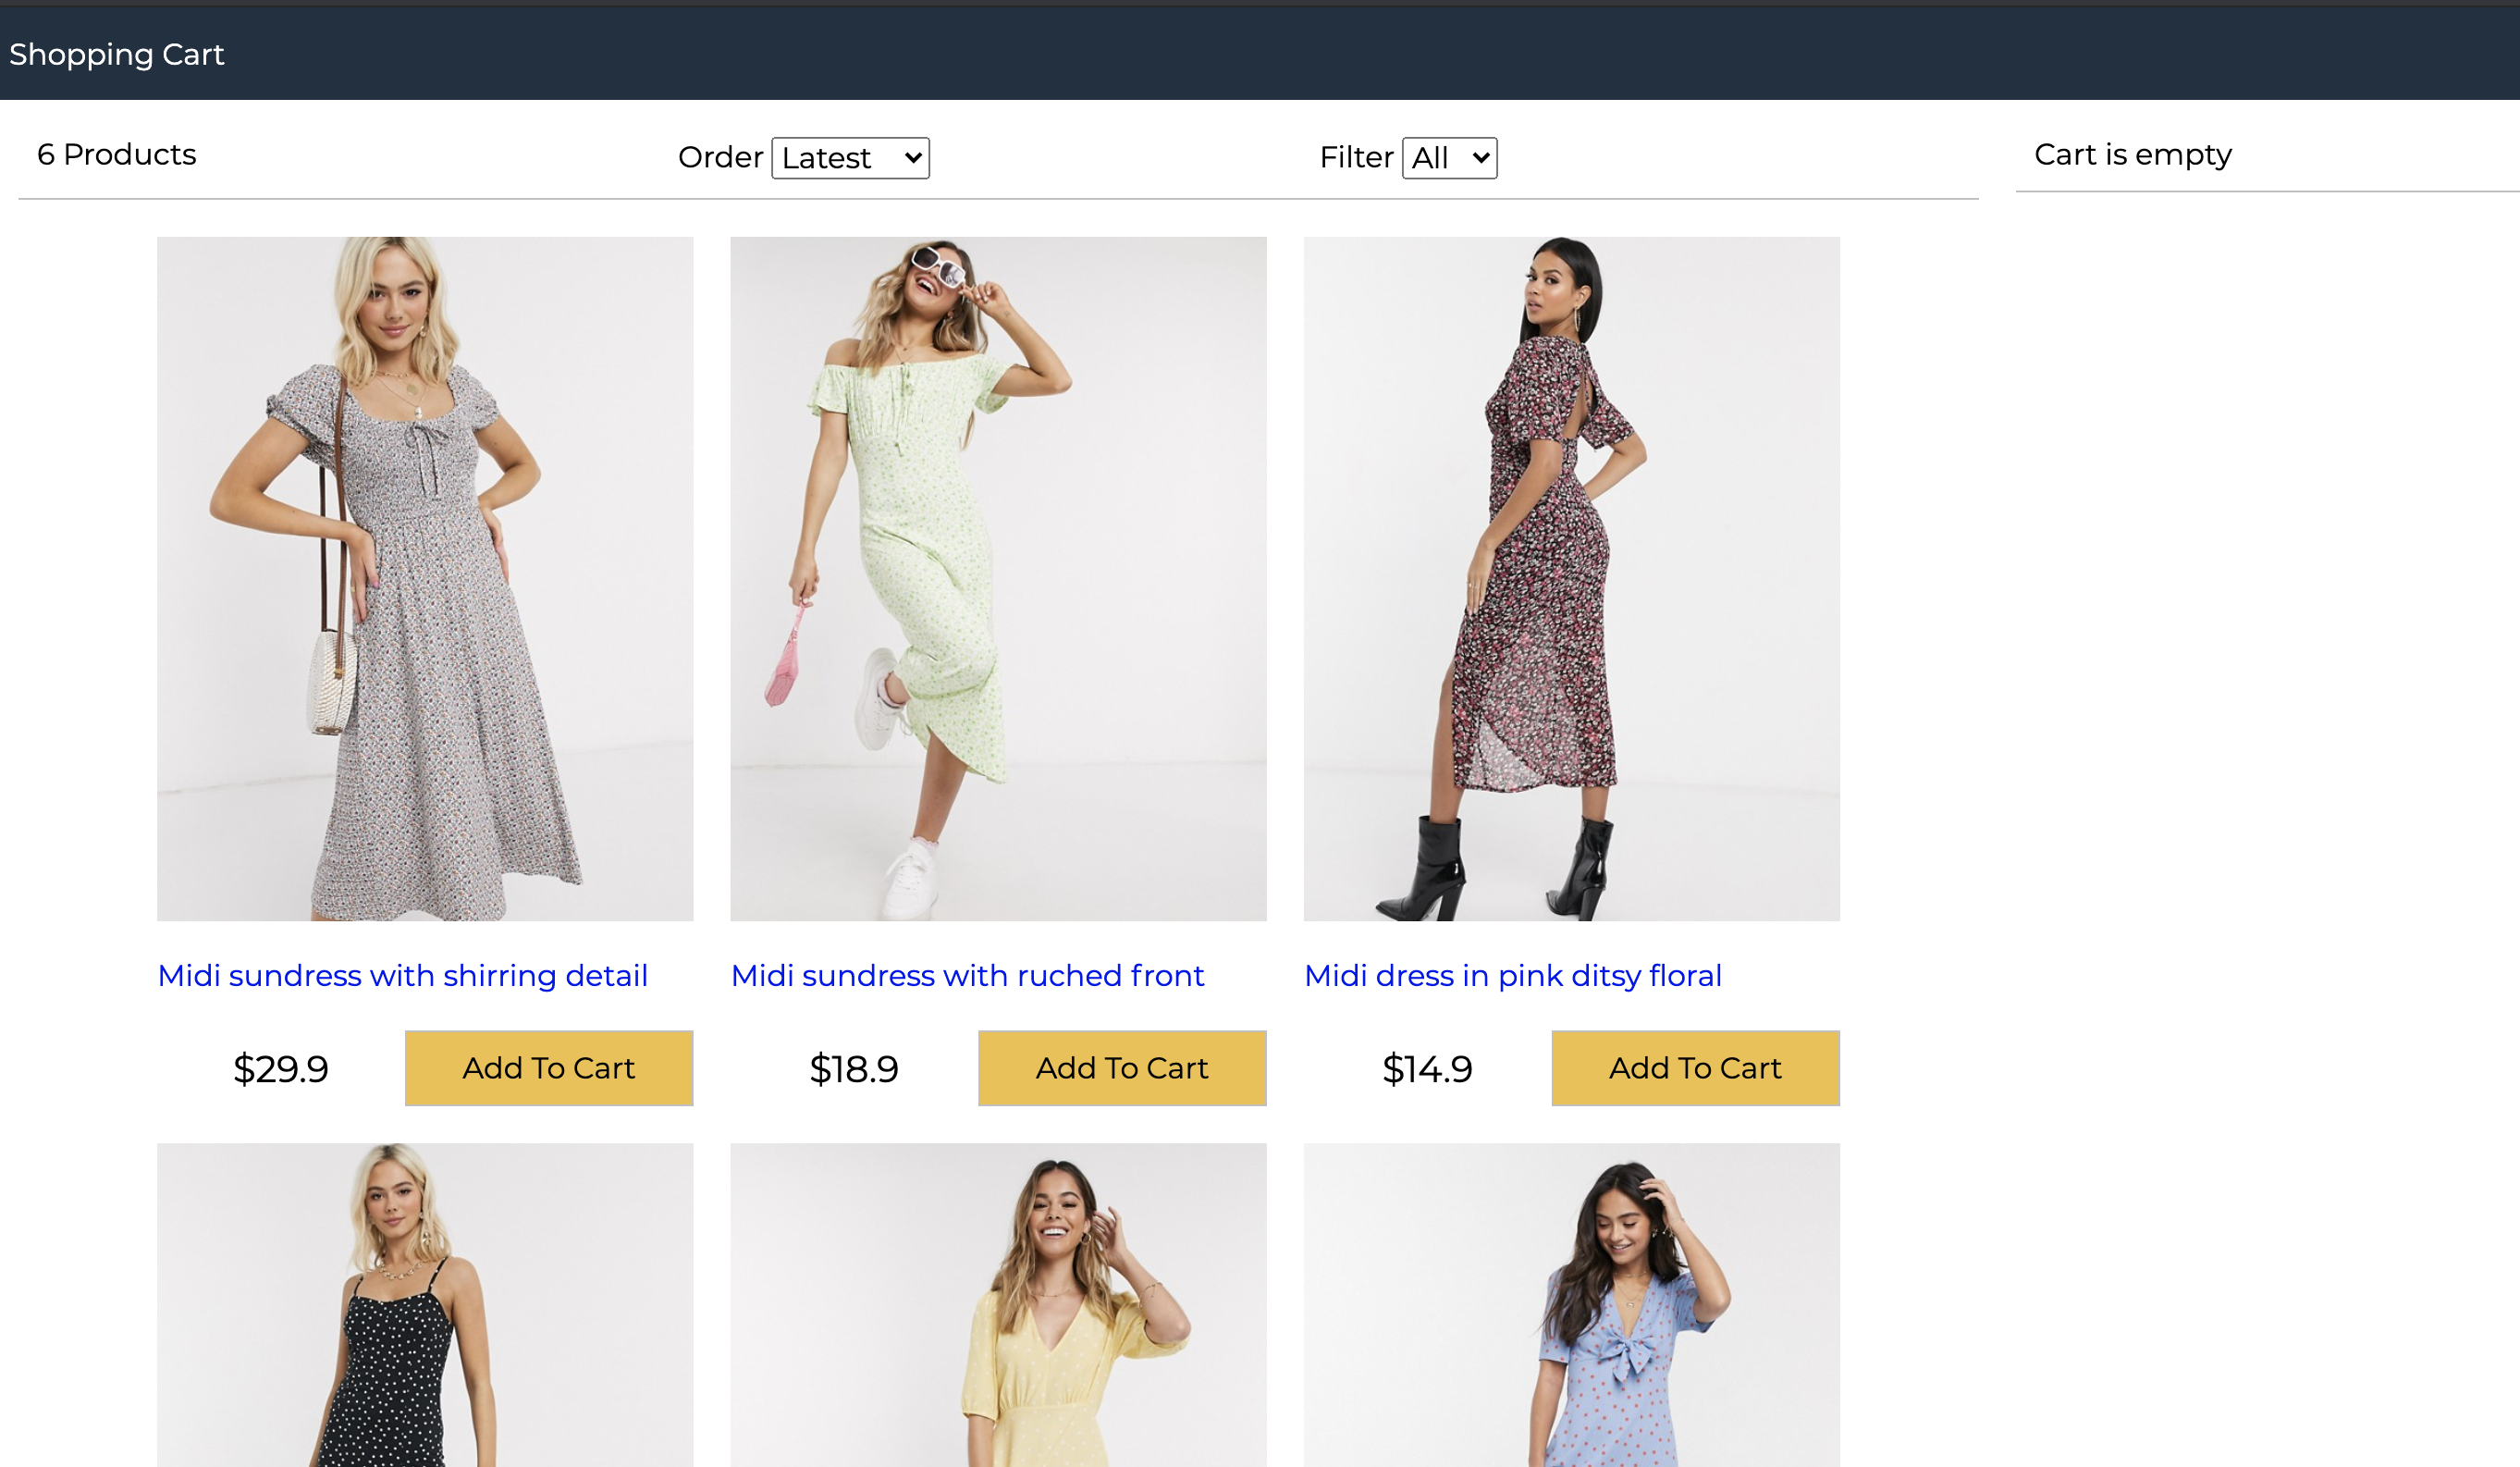 Shopping Cart
6 Products
Order Latest
Filter All
Cart is empty
Midi sundress with shirring detail
Midi sundress with ruched front
Midi dress in pink ditsy floral
$29.9
Add To Cart
$18.9
Add To Cart
$14.9
Add To Cart